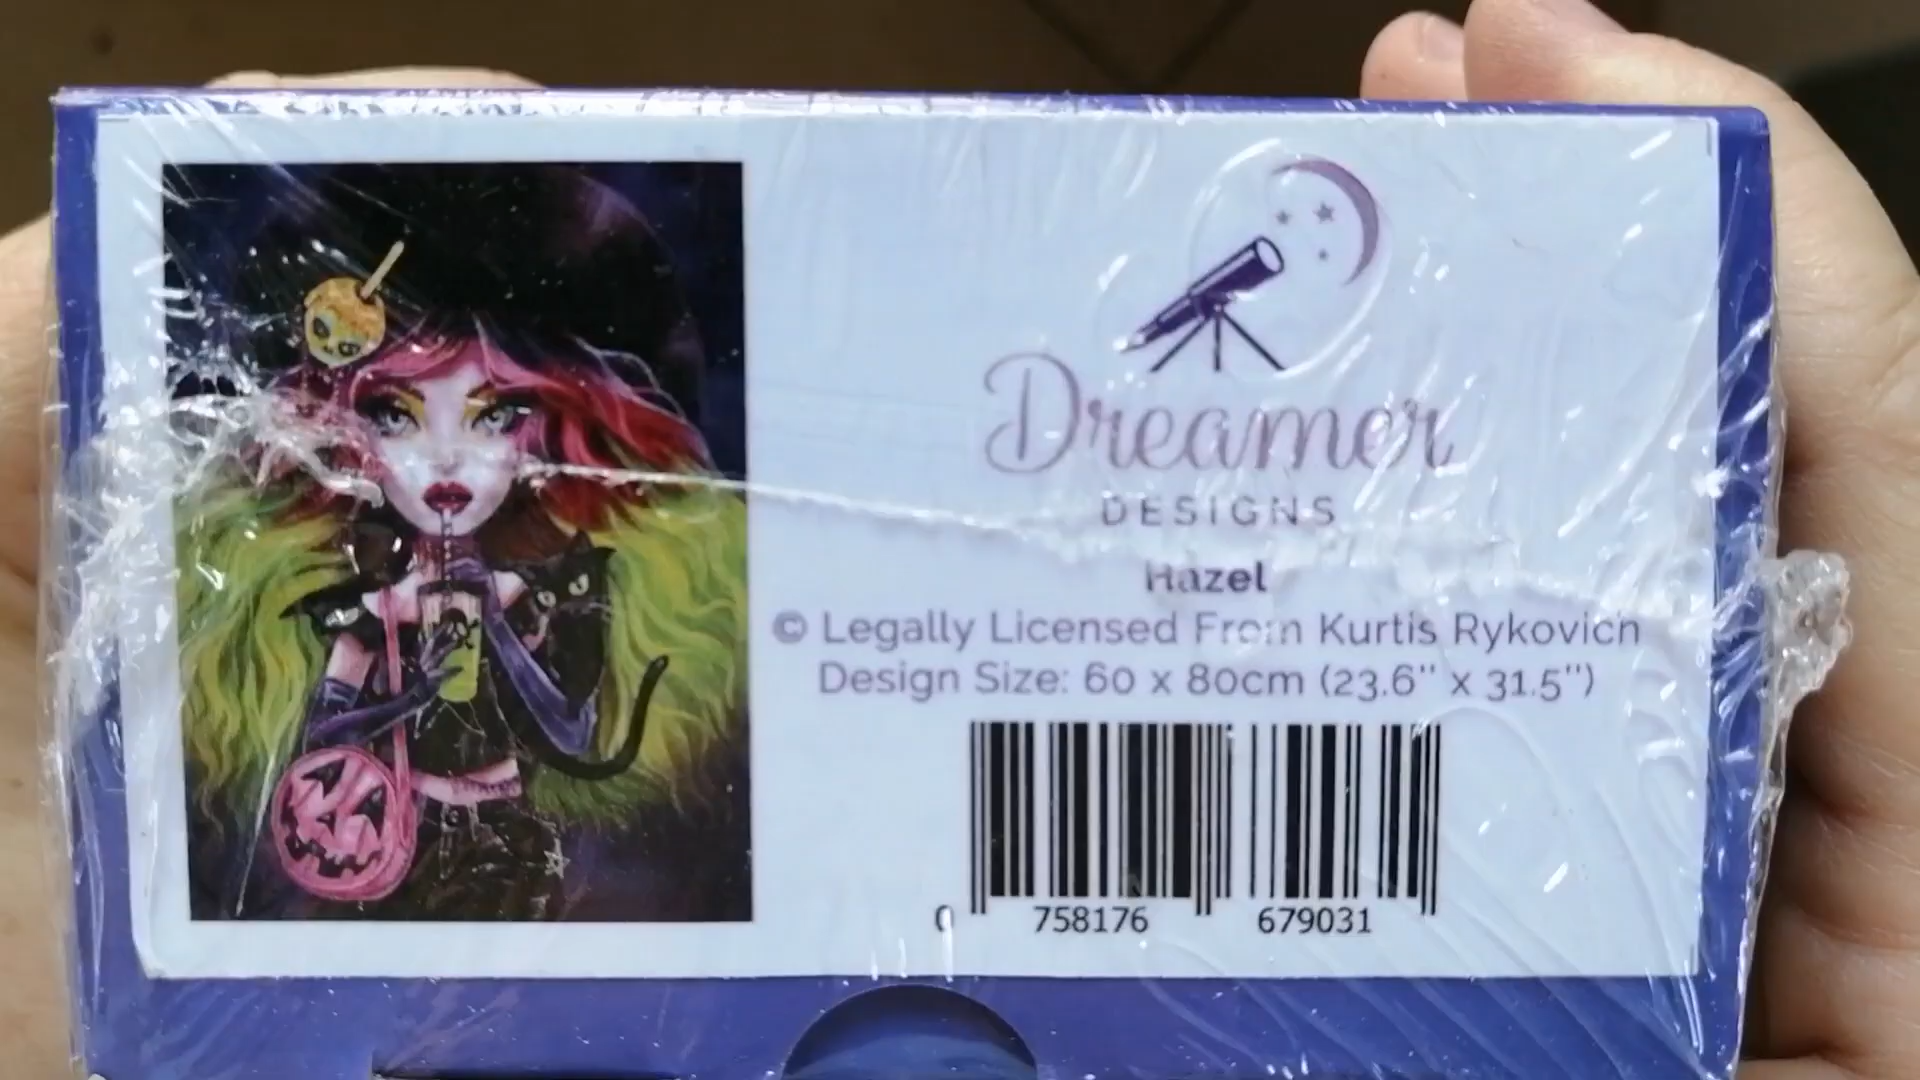 Dreamer
DESIGNS
Hazel
© Legally Licensed From Kurtis Rykovich
Design Size: 60 x 80cm (23.6" x 31.5")
0 758176 679031